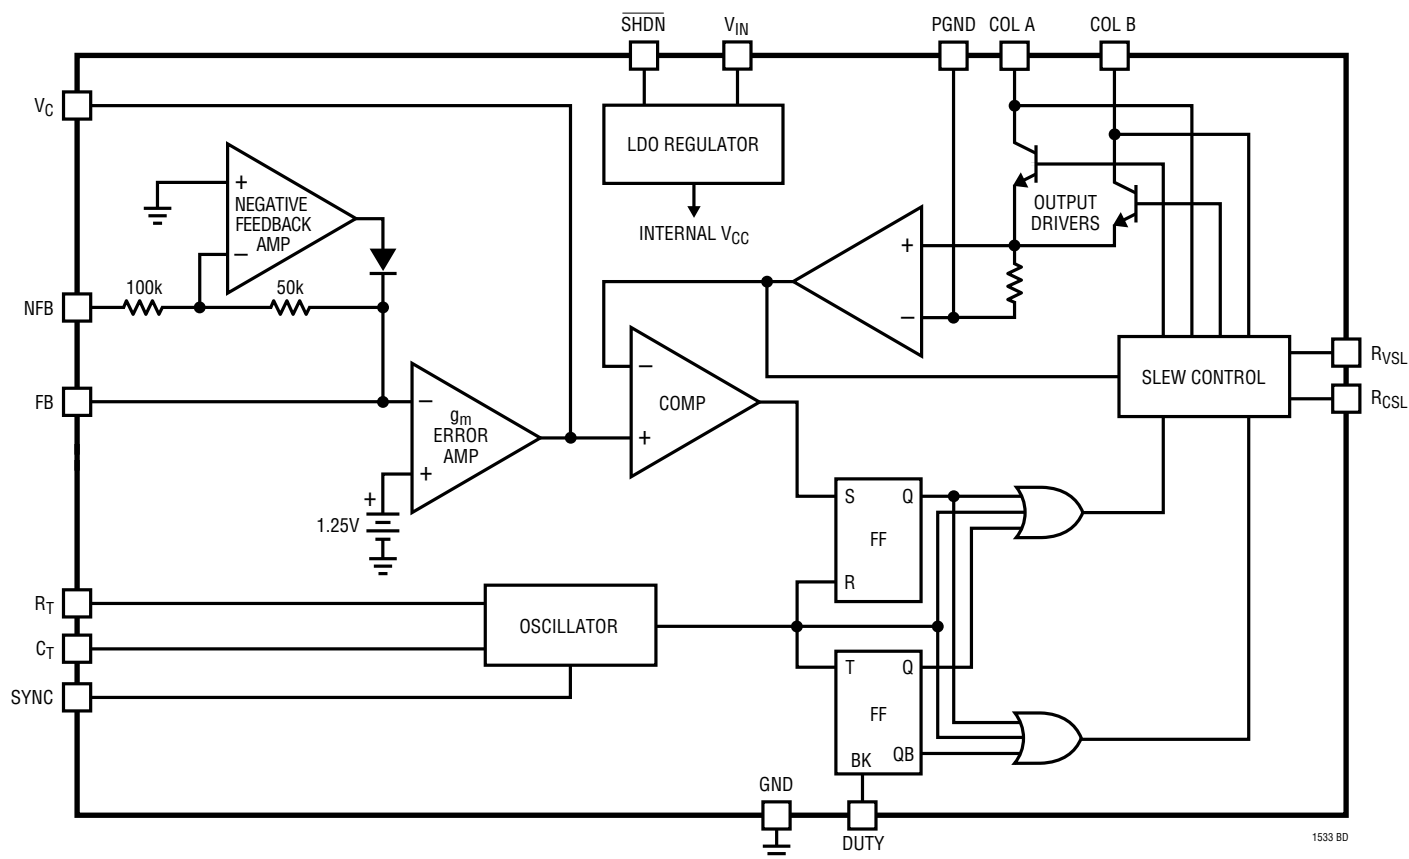 SHDN
VIN
PGND
COL A
COL B
VC
LDO REGULATOR
+
NEGATIVE
FEEDBACK
AMP
−
OUTPUT
DRIVERS
INTERNAL VCC
+
100k
50k
NFB
−
RVSL
SLEW CONTROL
−
RCSL
FB
−
gm
ERROR
AMP
COMP
+
+
+
1.25V
S
Q
FF
R
RT
OSCILLATOR
CT
T
Q
SYNC
FF
BK
QB
GND
DUTY
1533 BD